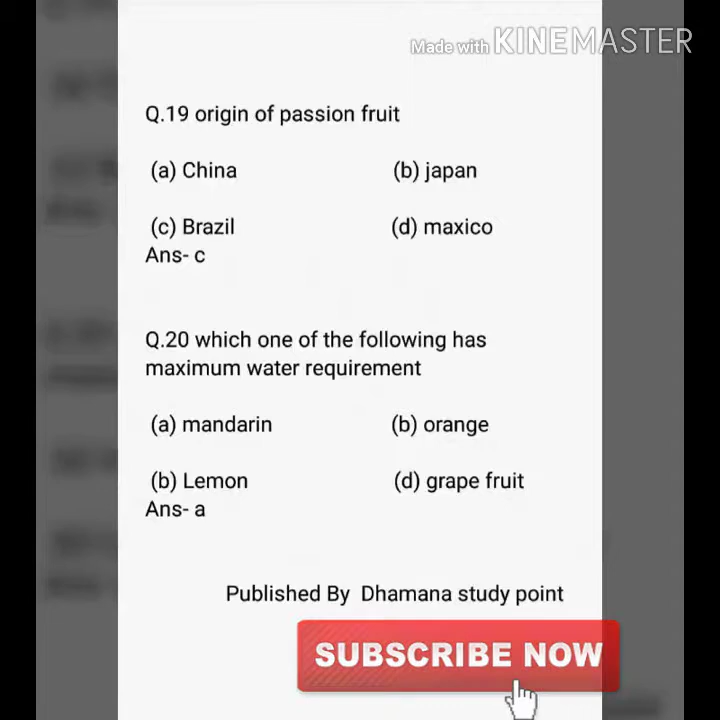 Made with KINEMASTER
Q.19 origin of passion fruit
(a) China (b) japan
(c) Brazil (d) maxico
Ans- c
Q.20 which one of the following has
maximum water requirement
(a) mandarin (b) orange
(b) Lemon (d) grape fruit
Ans- a
Published By Dhamana study point
SUBSCRIBE NOW